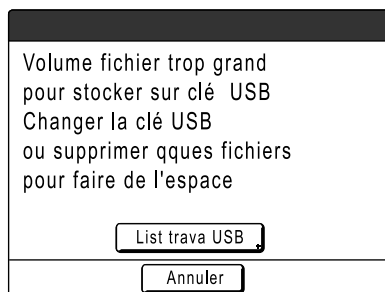 Volume fichier trop grand
pour stocker sur clé USB
Changer la clé USB
ou supprimer qques fichiers
pour faire de l'espace
List trava USB
Annuler